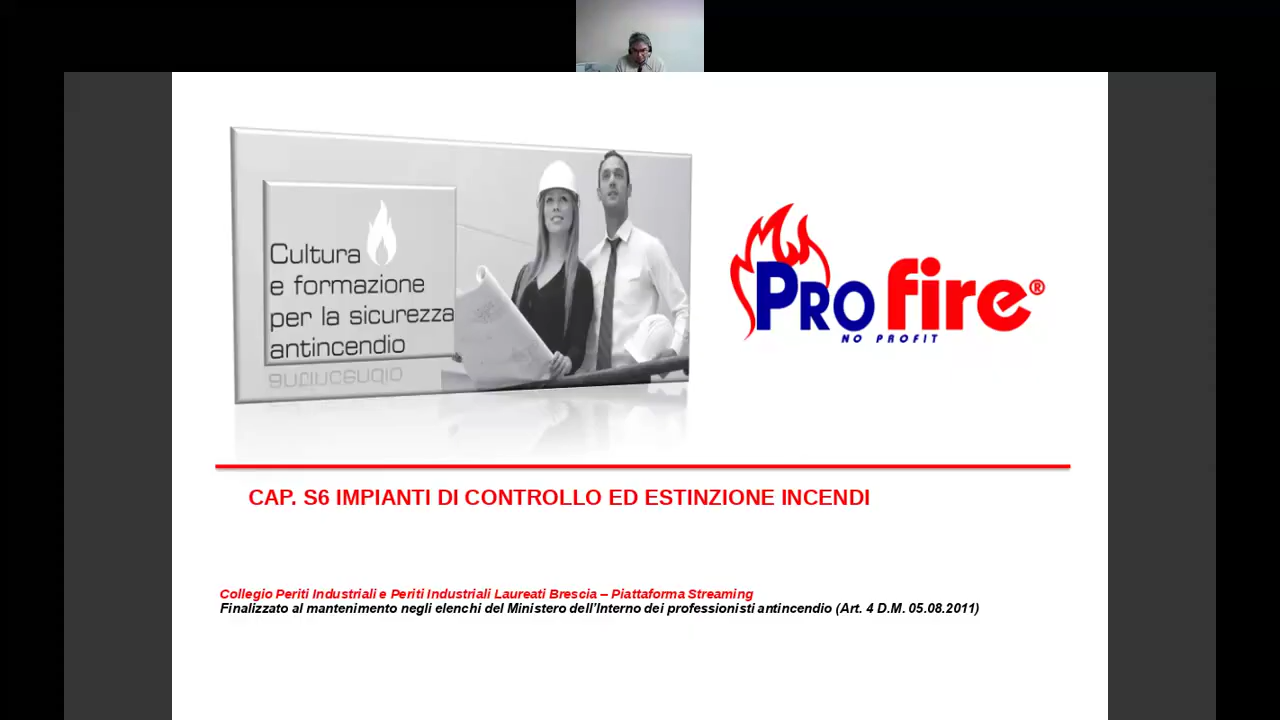 Cultura
e formazione
per la sicurezza
antincendio
PRO fire®
NO PROFIT
CAP. S6 IMPIANTI DI CONTROLLO ED ESTINZIONE INCENDI
Collegio Periti Industriali e Periti Industriali Laureati Brescia – Piattaforma Streaming
Finalizzato al mantenimento negli elenchi del Ministero dell'Interno dei professionisti antincendio (Art. 4 D.M. 05.08.2011)